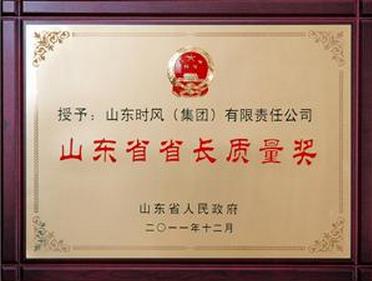 授予：山东时风（集团）有限责任公司
山东省省长质量奖
山东省人民政府
二〇一一年十二月